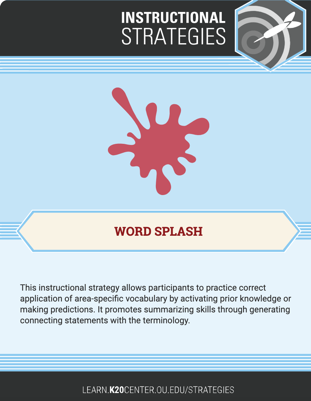 INSTRUCTIONAL
STRATEGIES
WORD SPLASH
This instructional strategy allows participants to practice correct
application of area-specific vocabulary by activating prior knowledge or
making predictions. It promotes summarizing skills through generating
connecting statements with the terminology.
LEARN.K20CENTER.OU.EDU/STRATEGIES